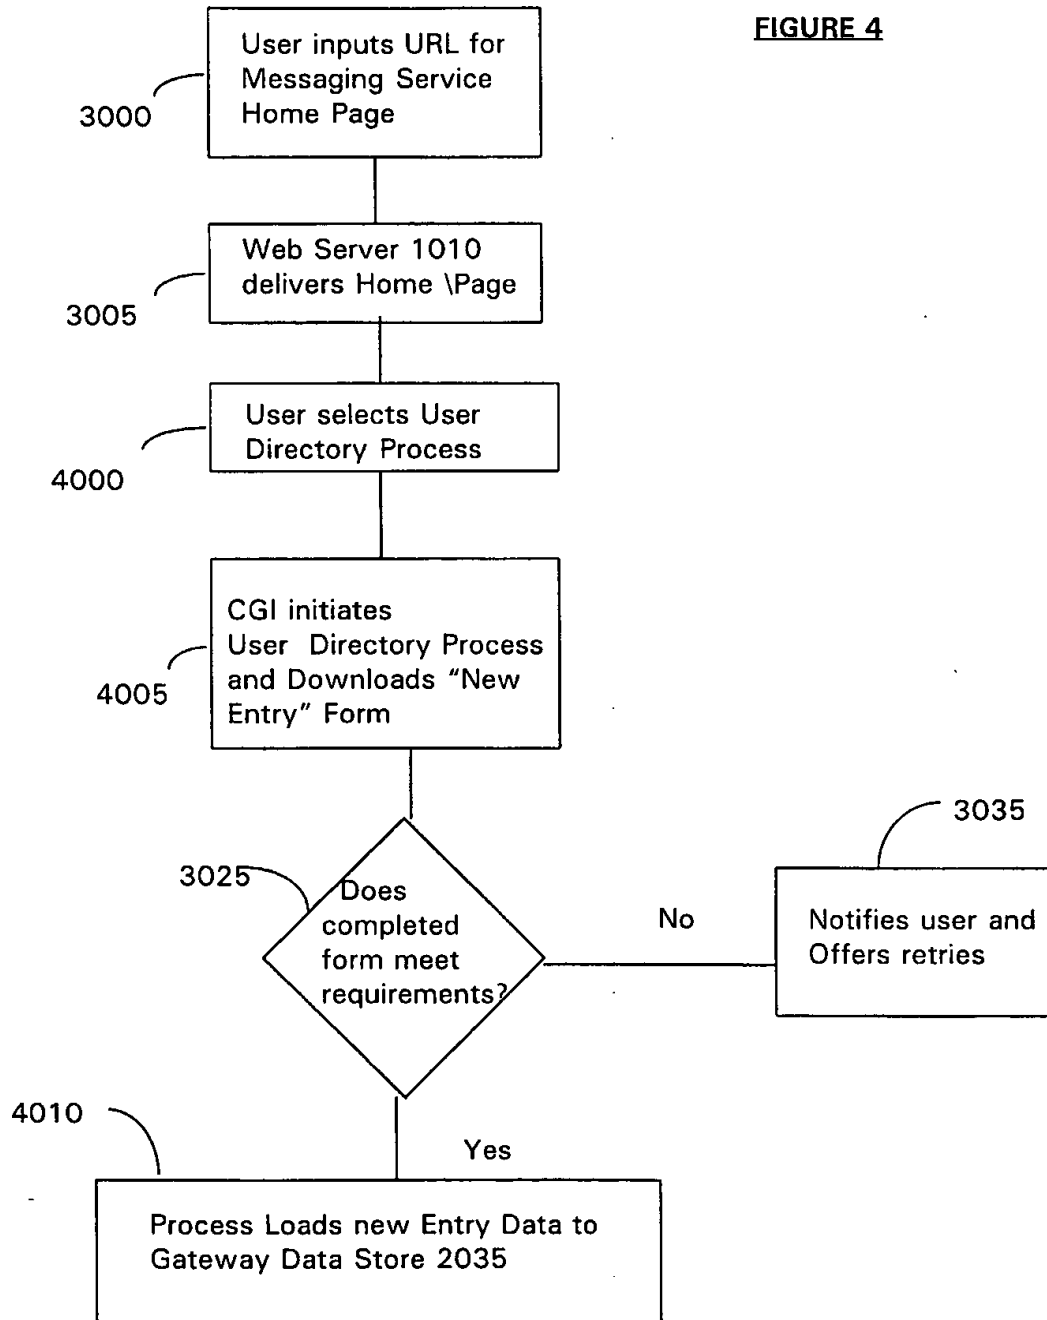 FIGURE 4
User inputs URL for
Messaging Service
Home Page
3000
Web Server 1010
delivers Home \Page
3005
User selects User
Directory Process
4000
CGI initiates
User Directory Process
and Downloads “New
Entry” Form
4005
3025
Does
completed
form meet
requirements?
No
3035
Notifies user and
Offers retries
Yes
4010
Process Loads new Entry Data to
Gateway Data Store 2035